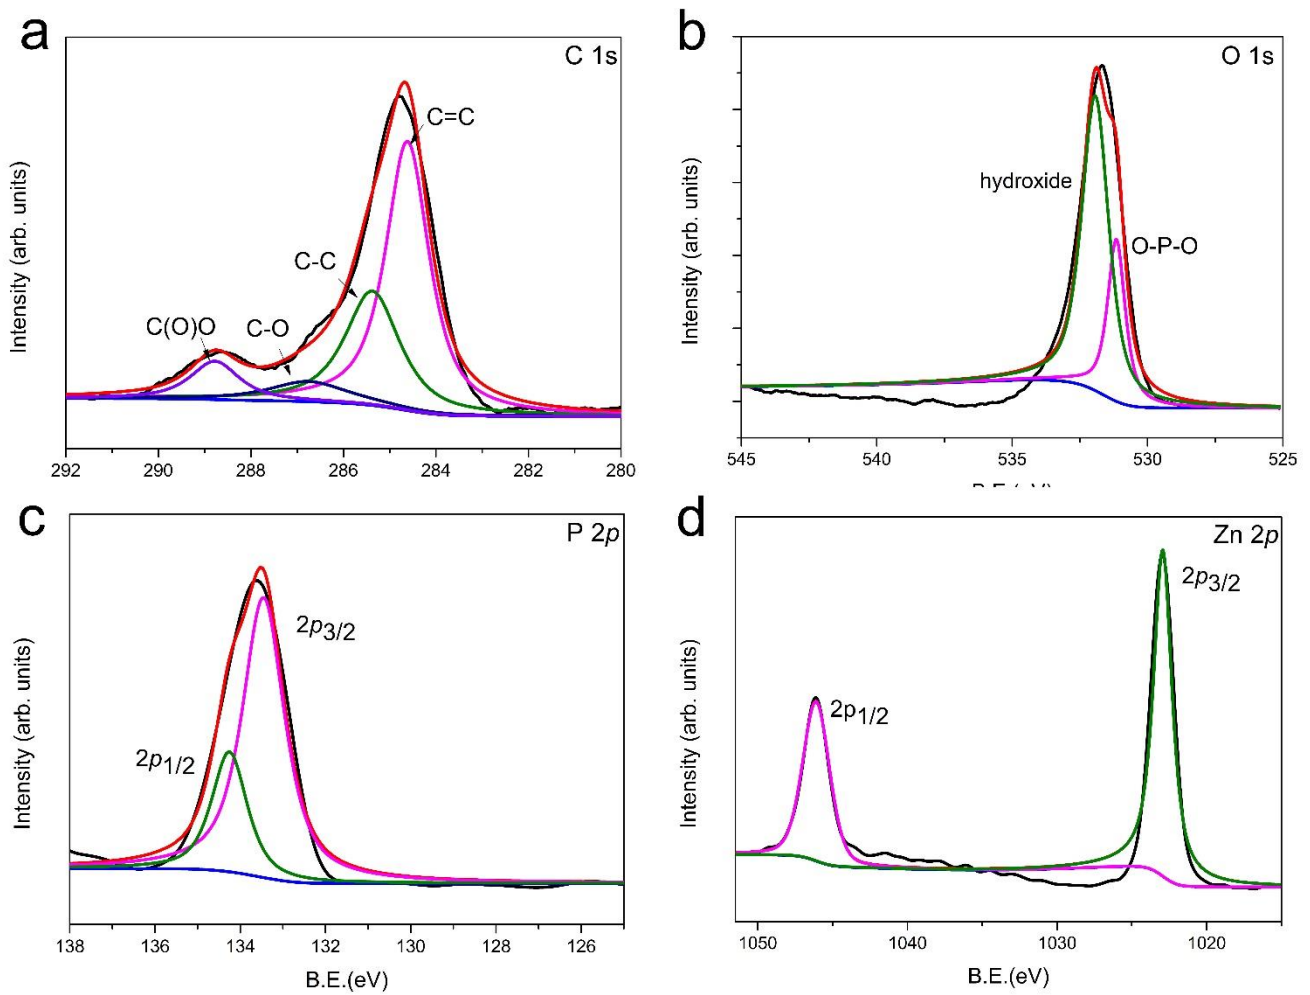 a
C 1s
C=C
C-C
C(O)O
C-O
Intensity (arb. units)
292 290 288 286 284 282 280
b
O 1s
hydroxide
O-P-O
Intensity (arb. units)
545 540 535 530 525
B.E.(eV)
c
P 2p
2p3/2
2p1/2
Intensity (arb. units)
138 136 134 132 130 128 126
B.E.(eV)
d
Zn 2p
2p3/2
2p1/2
Intensity (arb. units)
1050 1040 1030 1020
B.E.(eV)